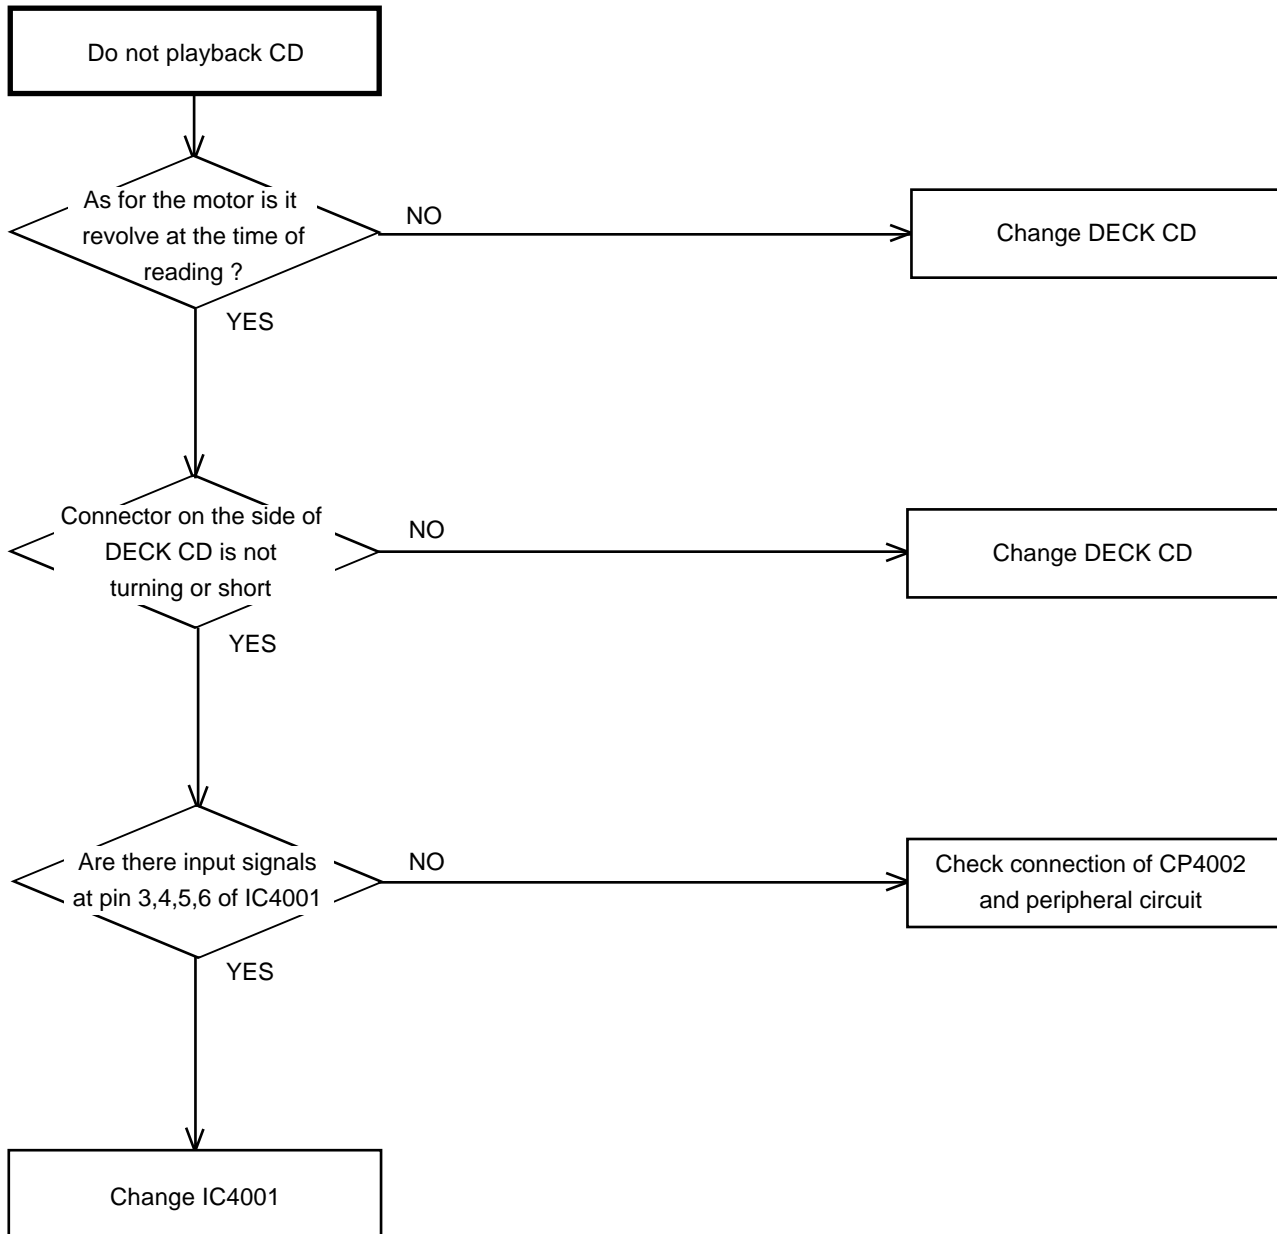 Do not playback CD
As for the motor is it
revolve at the time of
reading ?
NO
Change DECK CD
YES
Connector on the side of
DECK CD is not
turning or short
NO
Change DECK CD
YES
Are there input signals
at pin 3,4,5,6 of IC4001
NO
Check connection of CP4002
and peripheral circuit
YES
Change IC4001